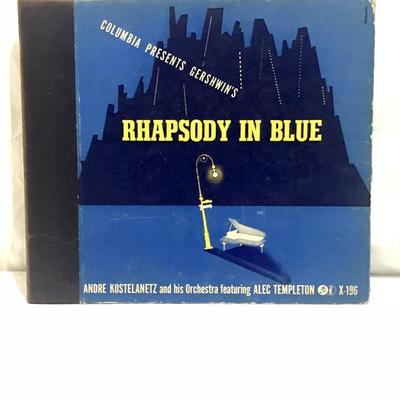 COLUMBIA PRESENTS GERSHWIN'S
RHAPSODY IN BLUE
ANDRE KOSTELANETZ and his Orchestra featuring ALEC TEMPLETON X-196